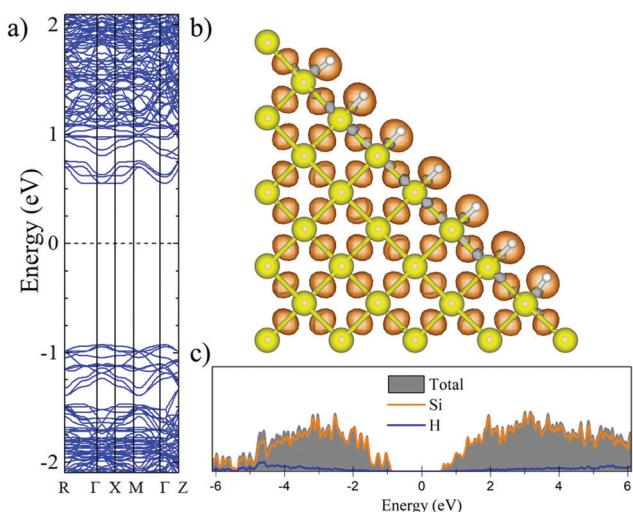 a)
2
1
0
-1
-2
Energy (eV)
R Γ X M Γ Z
b)
c)
Total
Si
H
-6 -4 -2 0 2 4 6
Energy (eV)